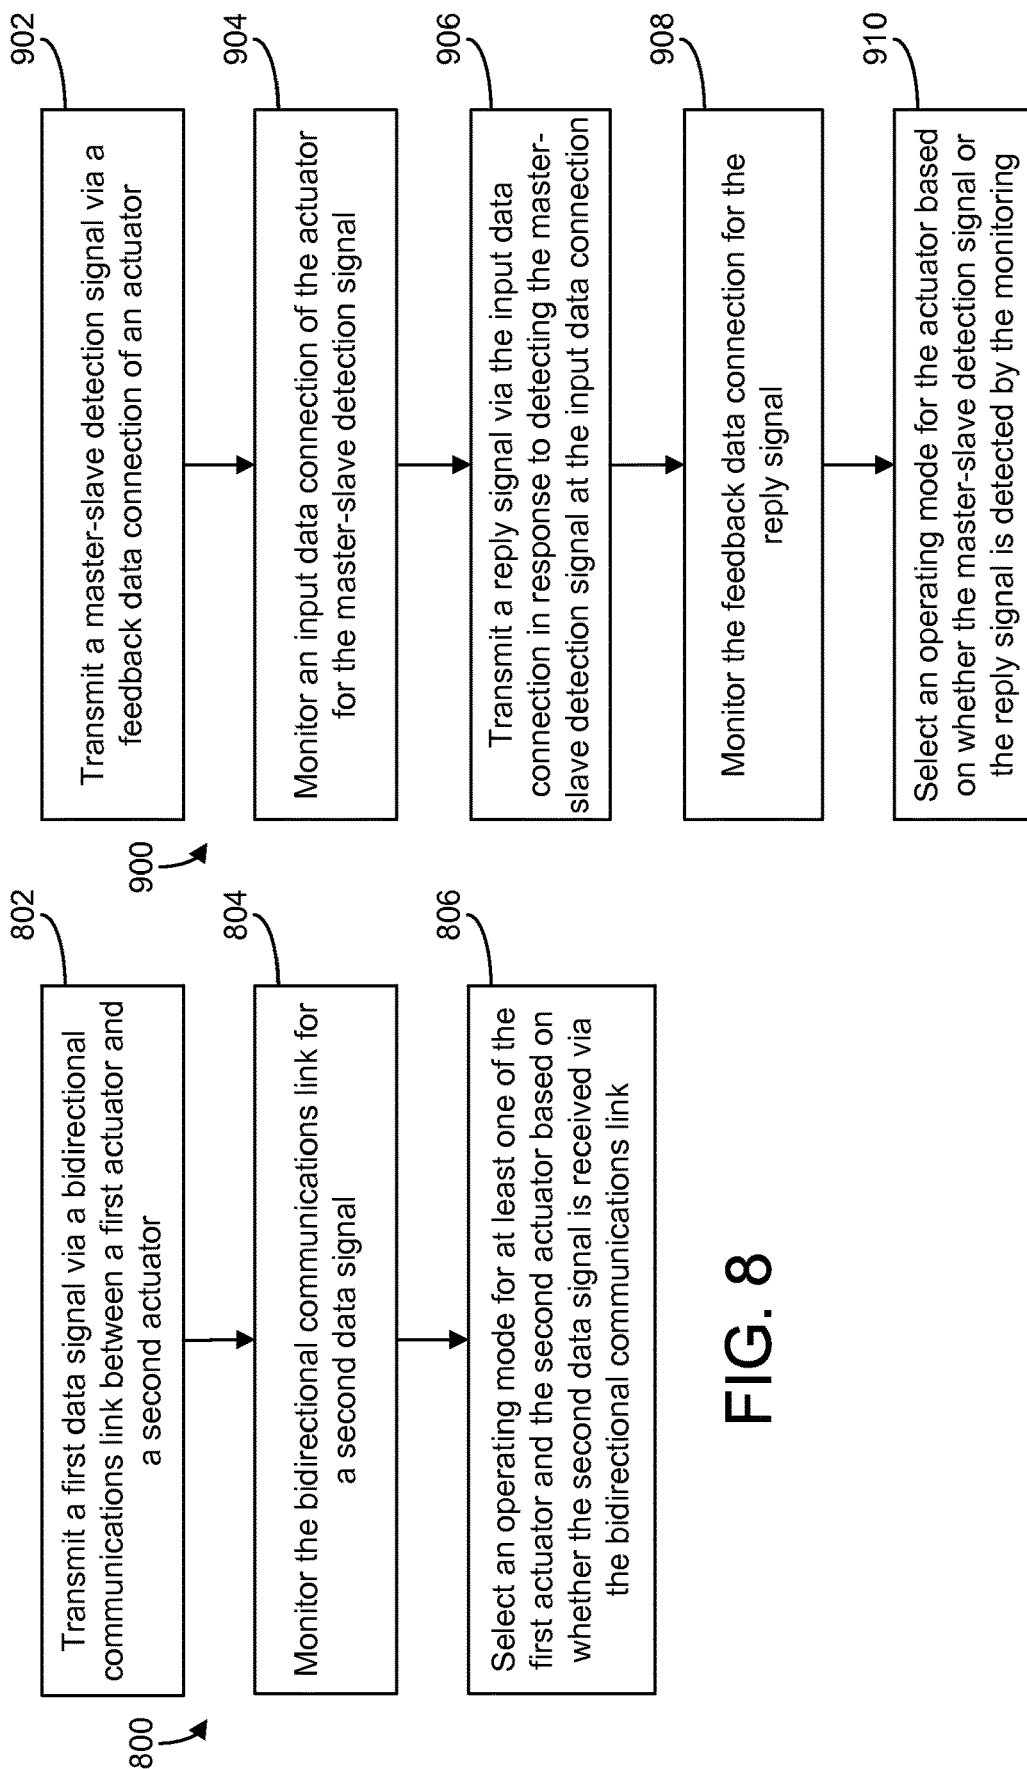 800
802
Transmit a first data signal via a bidirectional
communications link between a first actuator and
a second actuator
804
Monitor the bidirectional communications link for
a second data signal
806
Select an operating mode for at least one of the
first actuator and the second actuator based on
whether the second data signal is received via
the bidirectional communications link
FIG. 8
900
902
Transmit a master-slave detection signal via a
feedback data connection of an actuator
904
Monitor an input data connection of the actuator
for the master-slave detection signal
906
Transmit a reply signal via the input data
connection in response to detecting the master-
slave detection signal at the input data connection
908
Monitor the feedback data connection for the
reply signal
910
Select an operating mode for the actuator based
on whether the master-slave detection signal or
the reply signal is detected by the monitoring